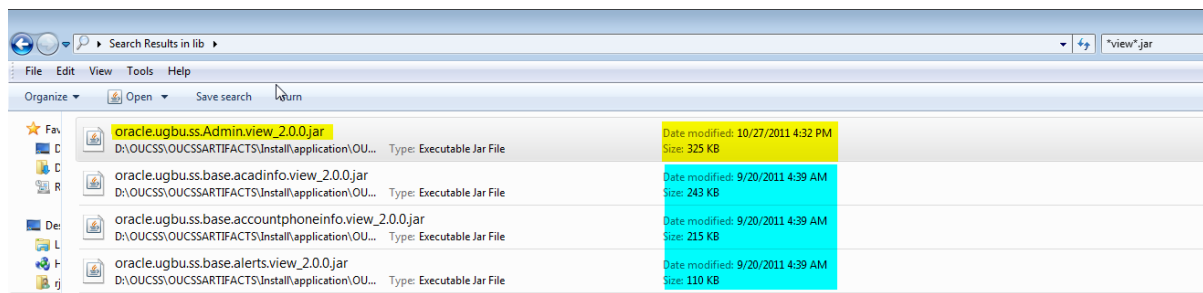 Search Results in lib
*view*.jar
File Edit View Tools Help
Organize Open Save search Burn
Fav
oracle.ugbu.ss.Admin.view_2.0.0.jar
Date modified: 10/27/2011 4:32 PM
D:\OUCSS\OUCSSARTIFACTS\Install\application\OU... Type: Executable Jar File
Size: 325 KB
oracle.ugbu.ss.base.acadinfo.view_2.0.0.jar
Date modified: 9/20/2011 4:39 AM
D:\OUCSS\OUCSSARTIFACTS\Install\application\OU... Type: Executable Jar File
Size: 243 KB
oracle.ugbu.ss.base.accountphoneinfo.view_2.0.0.jar
Date modified: 9/20/2011 4:39 AM
Des
D:\OUCSS\OUCSSARTIFACTS\Install\application\OU... Type: Executable Jar File
Size: 215 KB
L
oracle.ugbu.ss.base.alerts.view_2.0.0.jar
Date modified: 9/20/2011 4:39 AM
D:\OUCSS\OUCSSARTIFACTS\Install\application\OU... Type: Executable Jar File
Size: 110 KB
rj